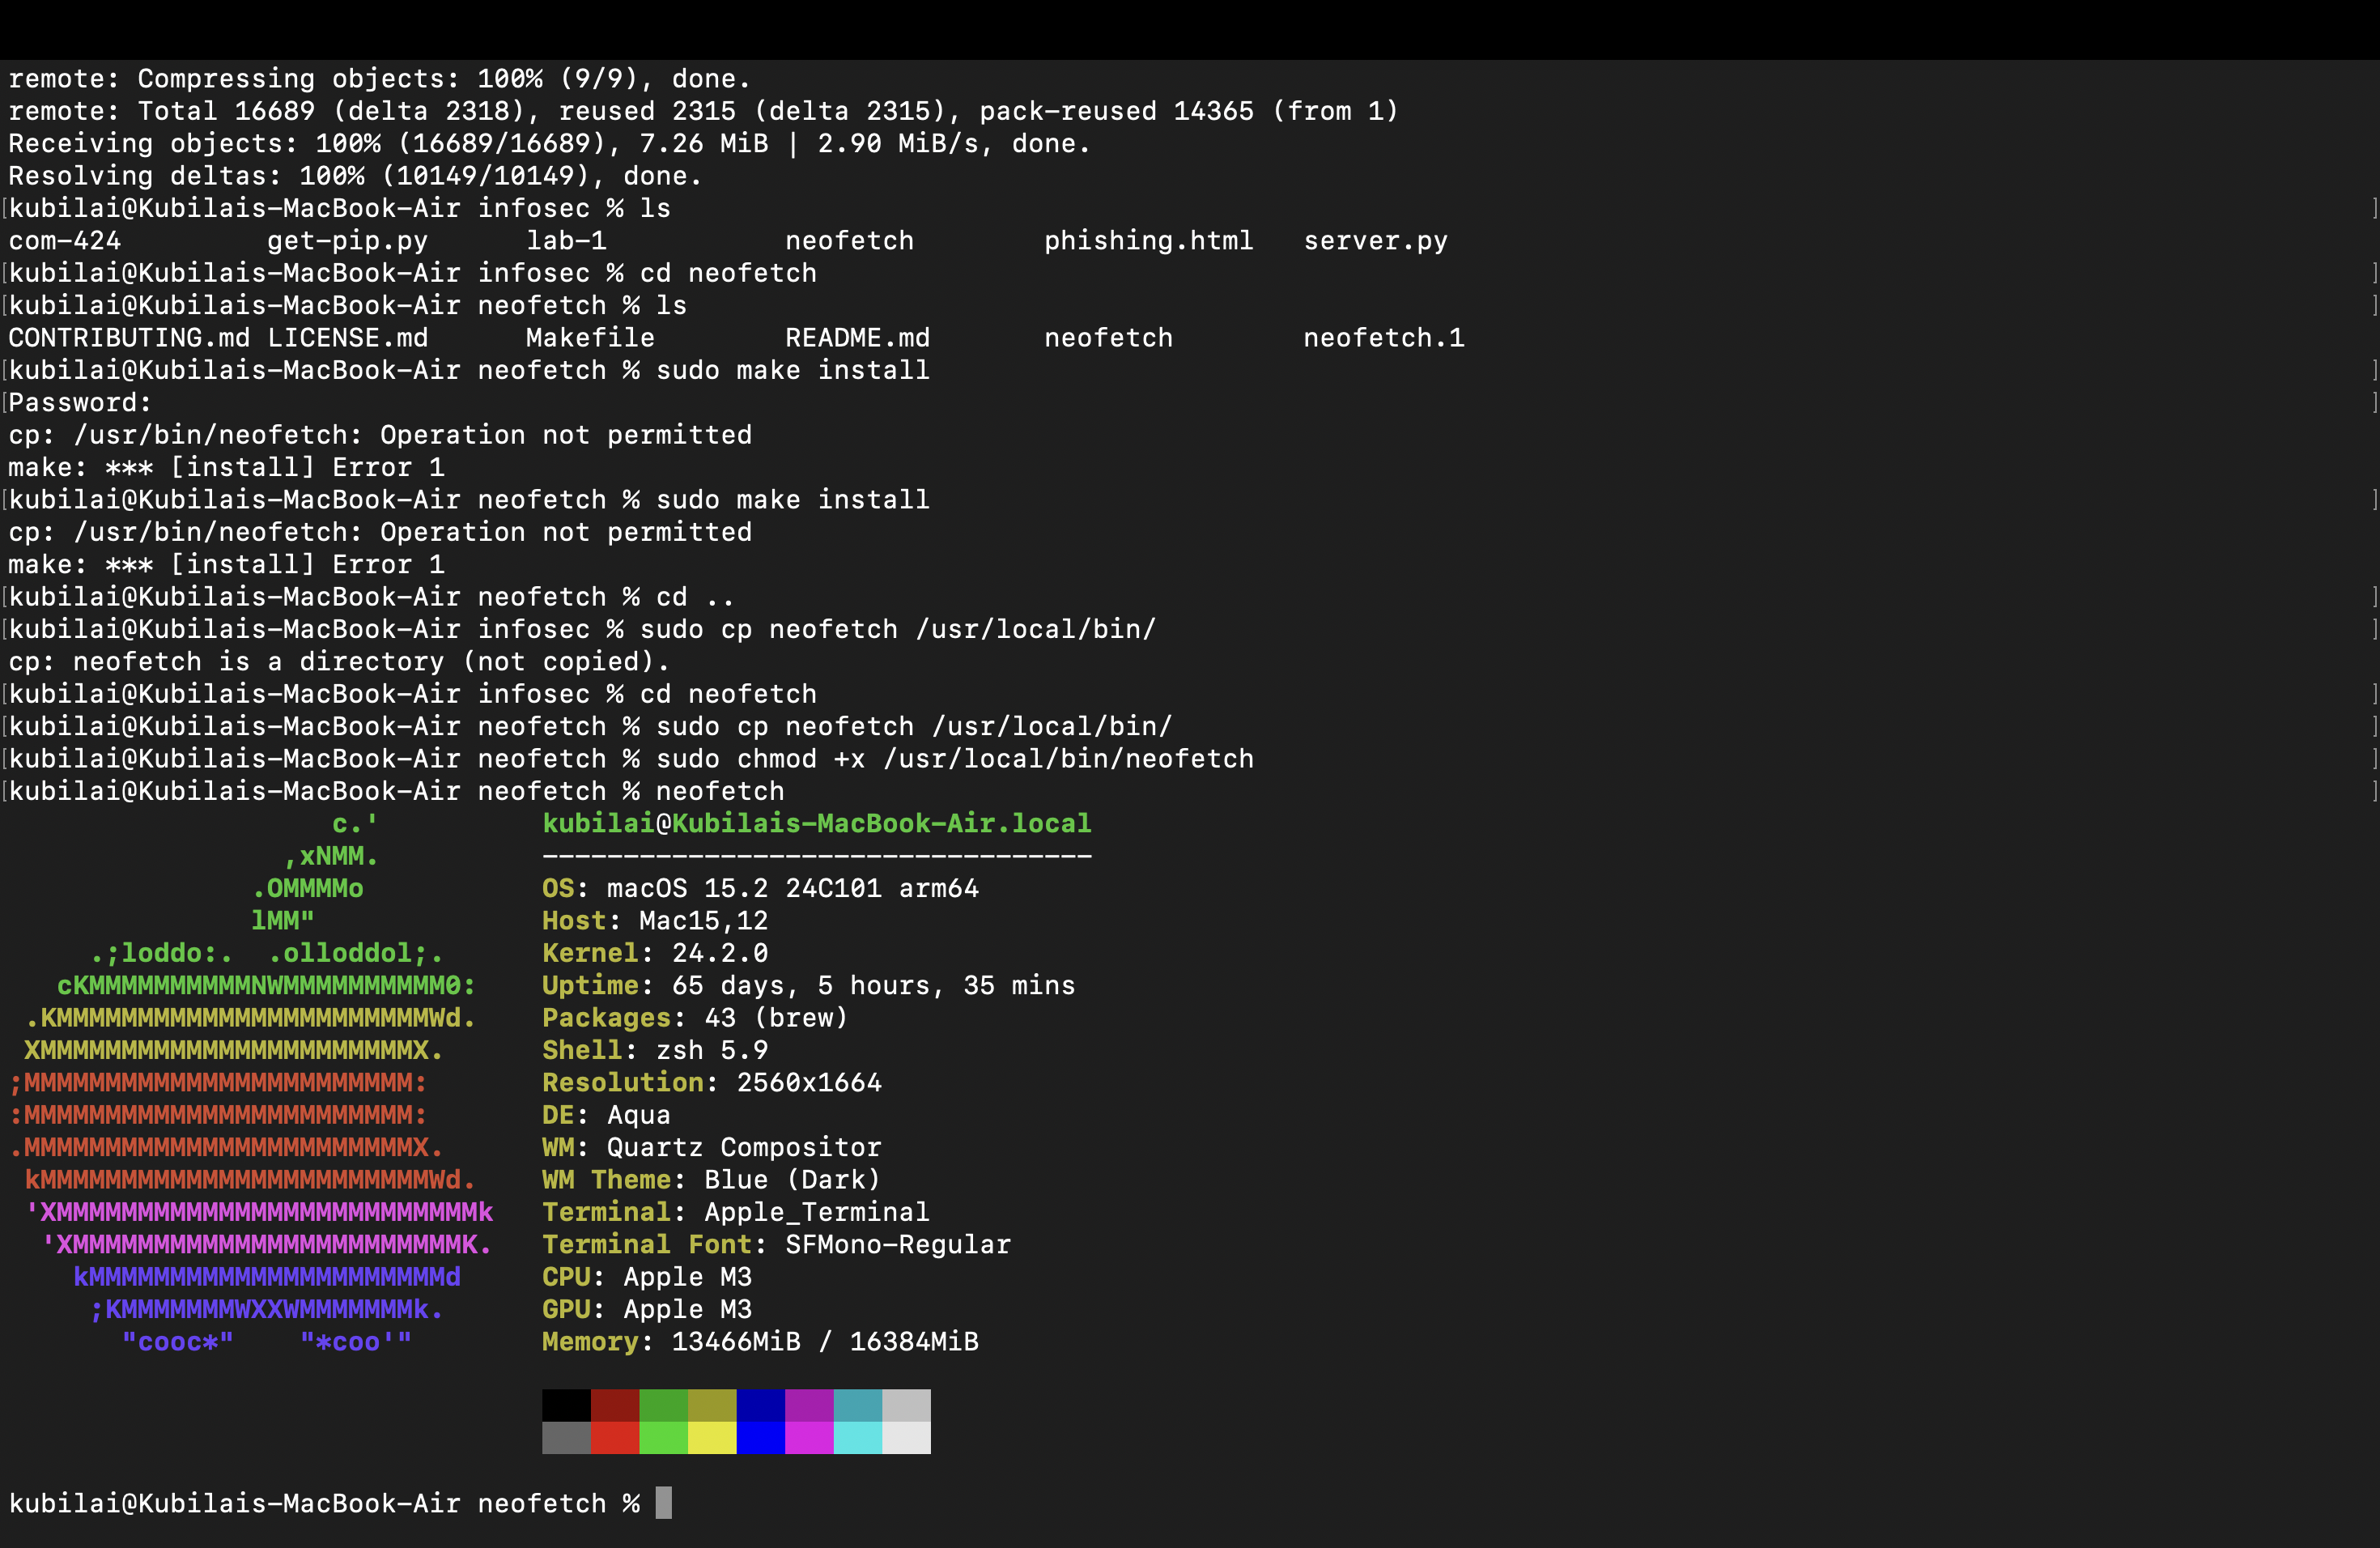 remote: Compressing objects: 100% (9/9), done.
remote: Total 16689 (delta 2318), reused 2315 (delta 2315), pack-reused 14365 (from 1)
Receiving objects: 100% (16689/16689), 7.26 MiB | 2.90 MiB/s, done.
Resolving deltas: 100% (10149/10149), done.
[kubilai@Kubilais-MacBook-Air infosec % ls ]
com-424 get-pip.py lab-1 neofetch phishing.html server.py
[kubilai@Kubilais-MacBook-Air infosec % cd neofetch ]
[kubilai@Kubilais-MacBook-Air neofetch % ls ]
CONTRIBUTING.md LICENSE.md Makefile README.md neofetch neofetch.1
[kubilai@Kubilais-MacBook-Air neofetch % sudo make install ]
[Password: ]
cp: /usr/bin/neofetch: Operation not permitted
make: *** [install] Error 1
[kubilai@Kubilais-MacBook-Air neofetch % sudo make install ]
cp: /usr/bin/neofetch: Operation not permitted
make: *** [install] Error 1
[kubilai@Kubilais-MacBook-Air neofetch % cd .. ]
[kubilai@Kubilais-MacBook-Air infosec % sudo cp neofetch /usr/local/bin/ ]
cp: neofetch is a directory (not copied).
[kubilai@Kubilais-MacBook-Air infosec % cd neofetch ]
[kubilai@Kubilais-MacBook-Air neofetch % sudo cp neofetch /usr/local/bin/ ]
[kubilai@Kubilais-MacBook-Air neofetch % sudo chmod +x /usr/local/bin/neofetch ]
[kubilai@Kubilais-MacBook-Air neofetch % neofetch ]
                    c.'          kubilai@Kubilais-MacBook-Air.local
                 ,xNMM.          ----------------------------------
               .OMMMMo           OS: macOS 15.2 24C101 arm64
               lMM"              Host: Mac15,12
     .;loddo:.  .olloddol;.      Kernel: 24.2.0
   cKMMMMMMMMMMNWMMMMMMMMMM0:    Uptime: 65 days, 5 hours, 35 mins
 .KMMMMMMMMMMMMMMMMMMMMMMMWd.    Packages: 43 (brew)
 XMMMMMMMMMMMMMMMMMMMMMMMX.      Shell: zsh 5.9
;MMMMMMMMMMMMMMMMMMMMMMMM:       Resolution: 2560x1664
:MMMMMMMMMMMMMMMMMMMMMMMM:       DE: Aqua
.MMMMMMMMMMMMMMMMMMMMMMMMX.      WM: Quartz Compositor
 kMMMMMMMMMMMMMMMMMMMMMMMMWd.    WM Theme: Blue (Dark)
 'XMMMMMMMMMMMMMMMMMMMMMMMMMMk   Terminal: Apple_Terminal
  'XMMMMMMMMMMMMMMMMMMMMMMMMK.   Terminal Font: SFMono-Regular
    kMMMMMMMMMMMMMMMMMMMMMMd     CPU: Apple M3
     ;KMMMMMMMWXXWMMMMMMMk.      GPU: Apple M3
       "cooc*"    "*coo'"        Memory: 13466MiB / 16384MiB
kubilai@Kubilais-MacBook-Air neofetch %